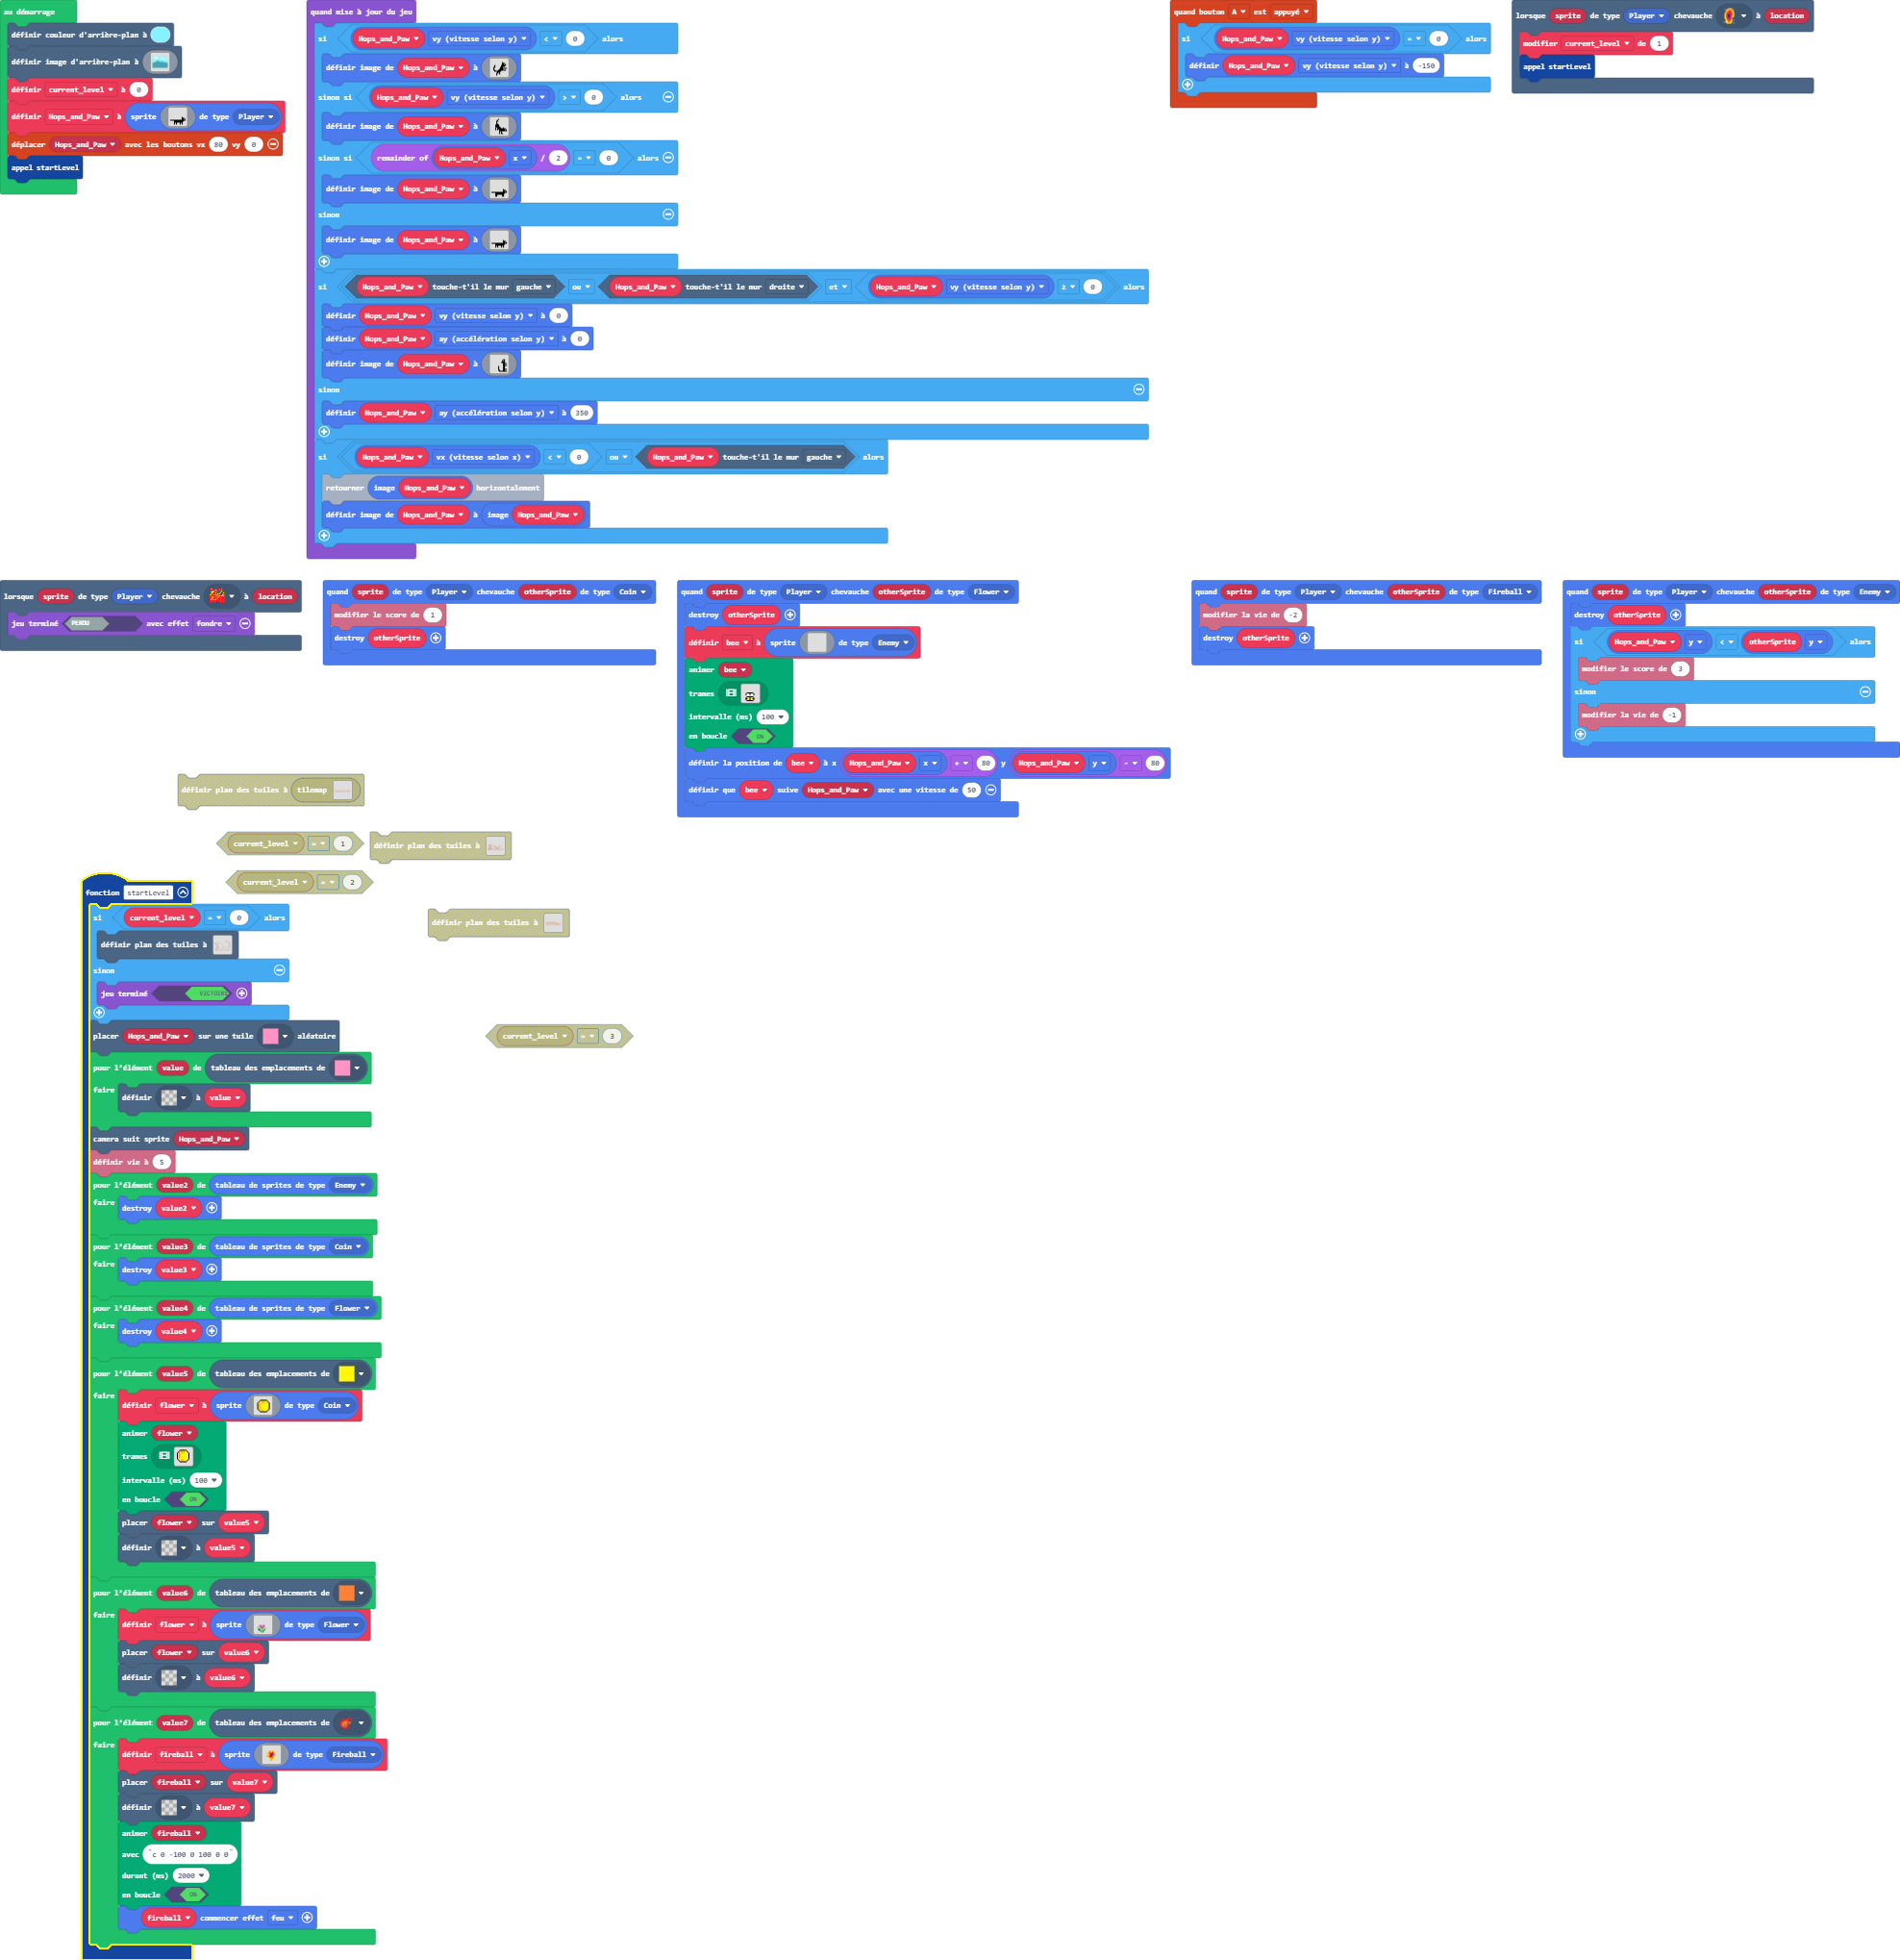 au démarrage
définir couleur d'arrière-plan à
définir image d'arrière-plan à
définir current_level à 0
définir Hops_and_Paw à sprite de type Player
déplacer Hops_and_Paw avec les boutons vx 80 vy 0
appel startLevel
quand mise à jour du jeu
si Hops_and_Paw vy (vitesse selon y) < 0 alors
définir image de Hops_and_Paw à
sinon si Hops_and_Paw vy (vitesse selon y) > 0 alors
définir image de Hops_and_Paw à
sinon si remainder of Hops_and_Paw x / 2 = 0 alors
définir image de Hops_and_Paw à
sinon
définir image de Hops_and_Paw à
si Hops_and_Paw touche-t'il le mur gauche ou Hops_and_Paw touche-t'il le mur droite et Hops_and_Paw vy (vitesse selon y) ≥ 0 alors
définir Hops_and_Paw vy (vitesse selon y) à 0
définir Hops_and_Paw ay (accélération selon y) à 0
définir image de Hops_and_Paw à
sinon
définir Hops_and_Paw ay (accélération selon y) à 350
si Hops_and_Paw vx (vitesse selon x) < 0 ou Hops_and_Paw touche-t'il le mur gauche alors
retourner image Hops_and_Paw horizontalement
définir image de Hops_and_Paw à image Hops_and_Paw
quand bouton A est appuyé
si Hops_and_Paw vy (vitesse selon y) = 0 alors
définir Hops_and_Paw vy (vitesse selon y) à -150
lorsque sprite de type Player chevauche à location
modifier current_level de 1
appel startLevel
lorsque sprite de type Player chevauche à location
jeu terminé PERDU avec effet fondre
quand sprite de type Player chevauche otherSprite de type Coin
modifier le score de 1
destroy otherSprite
quand sprite de type Player chevauche otherSprite de type Flower
destroy otherSprite
définir bee à sprite de type Enemy
animer bee
trames
intervalle (ms) 100
en boucle ON
définir la position de bee à x Hops_and_Paw x + 80 y Hops_and_Paw y - 80
définir que bee suive Hops_and_Paw avec une vitesse de 50
quand sprite de type Player chevauche otherSprite de type Fireball
modifier la vie de -2
destroy otherSprite
quand sprite de type Player chevauche otherSprite de type Enemy
destroy otherSprite
si Hops_and_Paw y < otherSprite y alors
modifier le score de 3
sinon
modifier la vie de -1
définir plan des tuiles à tilemap
current_level = 1
définir plan des tuiles à
current_level = 2
définir plan des tuiles à
current_level = 3
fonction startLevel
si current_level = 0 alors
définir plan des tuiles à
sinon
jeu terminé VICTOIRE
placer Hops_and_Paw sur une tuile aléatoire
pour l'élément value de tableau des emplacements de
faire définir à value
camera suit sprite Hops_and_Paw
définir vie à 5
pour l'élément value2 de tableau de sprites de type Enemy
faire destroy value2
pour l'élément value3 de tableau de sprites de type Coin
faire destroy value3
pour l'élément value4 de tableau de sprites de type Flower
faire destroy value4
pour l'élément value5 de tableau des emplacements de
faire définir flower à sprite de type Coin
animer flower
trames
intervalle (ms) 100
en boucle ON
placer flower sur value5
définir à value5
pour l'élément value6 de tableau des emplacements de
faire définir flower à sprite de type Flower
placer flower sur value6
définir à value6
pour l'élément value7 de tableau des emplacements de
faire définir fireball à sprite de type Fireball
placer fireball sur value7
définir à value7
animer fireball
avec "c 0 -100 0 100 0 0"
durant (ms) 2000
en boucle ON
fireball commencer effet feu